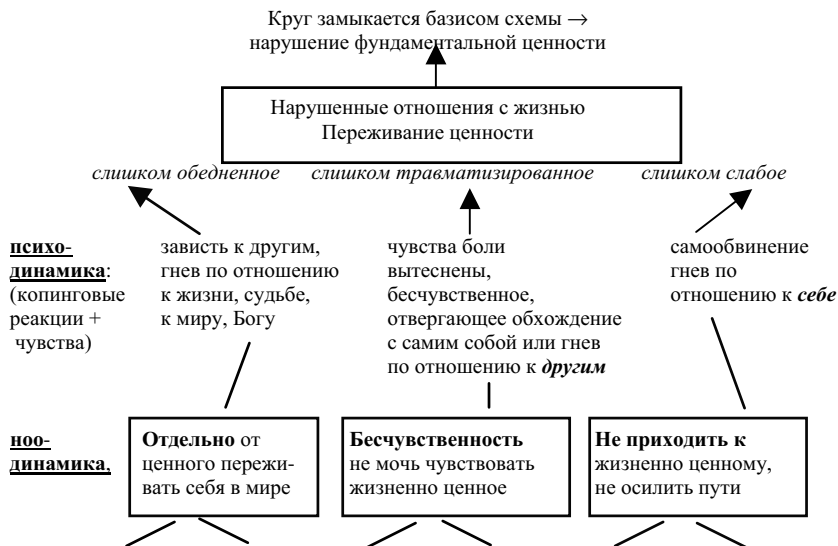 Круг замыкается базисом схемы →
нарушение фундаментальной ценности
Нарушенные отношения с жизнью
Переживание ценности
слишком обедненное
слишком травматизированное
слишком слабое
психо-
динамика:
(копинговые
реакции +
чувства)
зависть к другим,
гнев по отношению
к жизни, судьбе,
к миру, Богу
чувства боли
вытеснены,
бесчувственное,
отвергающее обхождение
с самим собой или гнев
по отношению к другим
самообвинение
гнев по
отношению к себе
ноо-
динамика,
Отдельно от
ценного пережи-
вать себя в мире
Бесчувственность
не мочь чувствовать
жизненно ценное
Не приходить к
жизненно ценному,
не осилить пути